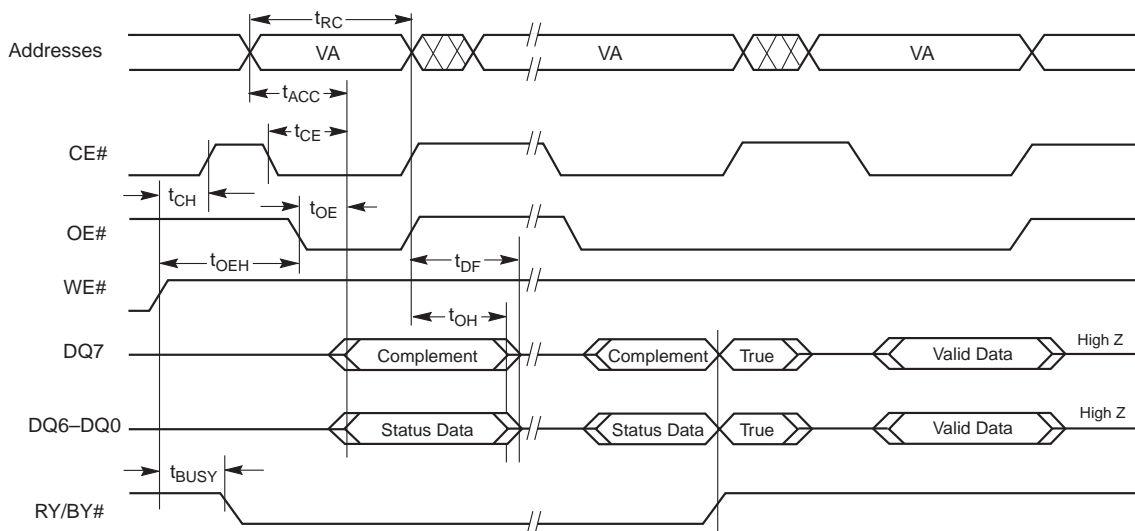 tRC
Addresses VA VA VA
tACC
tCE
CE#
tCH
tOE
OE#
tOEH tDF
WE#
tOH
DQ7 Complement Complement True Valid Data High Z
DQ6–DQ0 Status Data Status Data True Valid Data High Z
tBUSY
RY/BY#